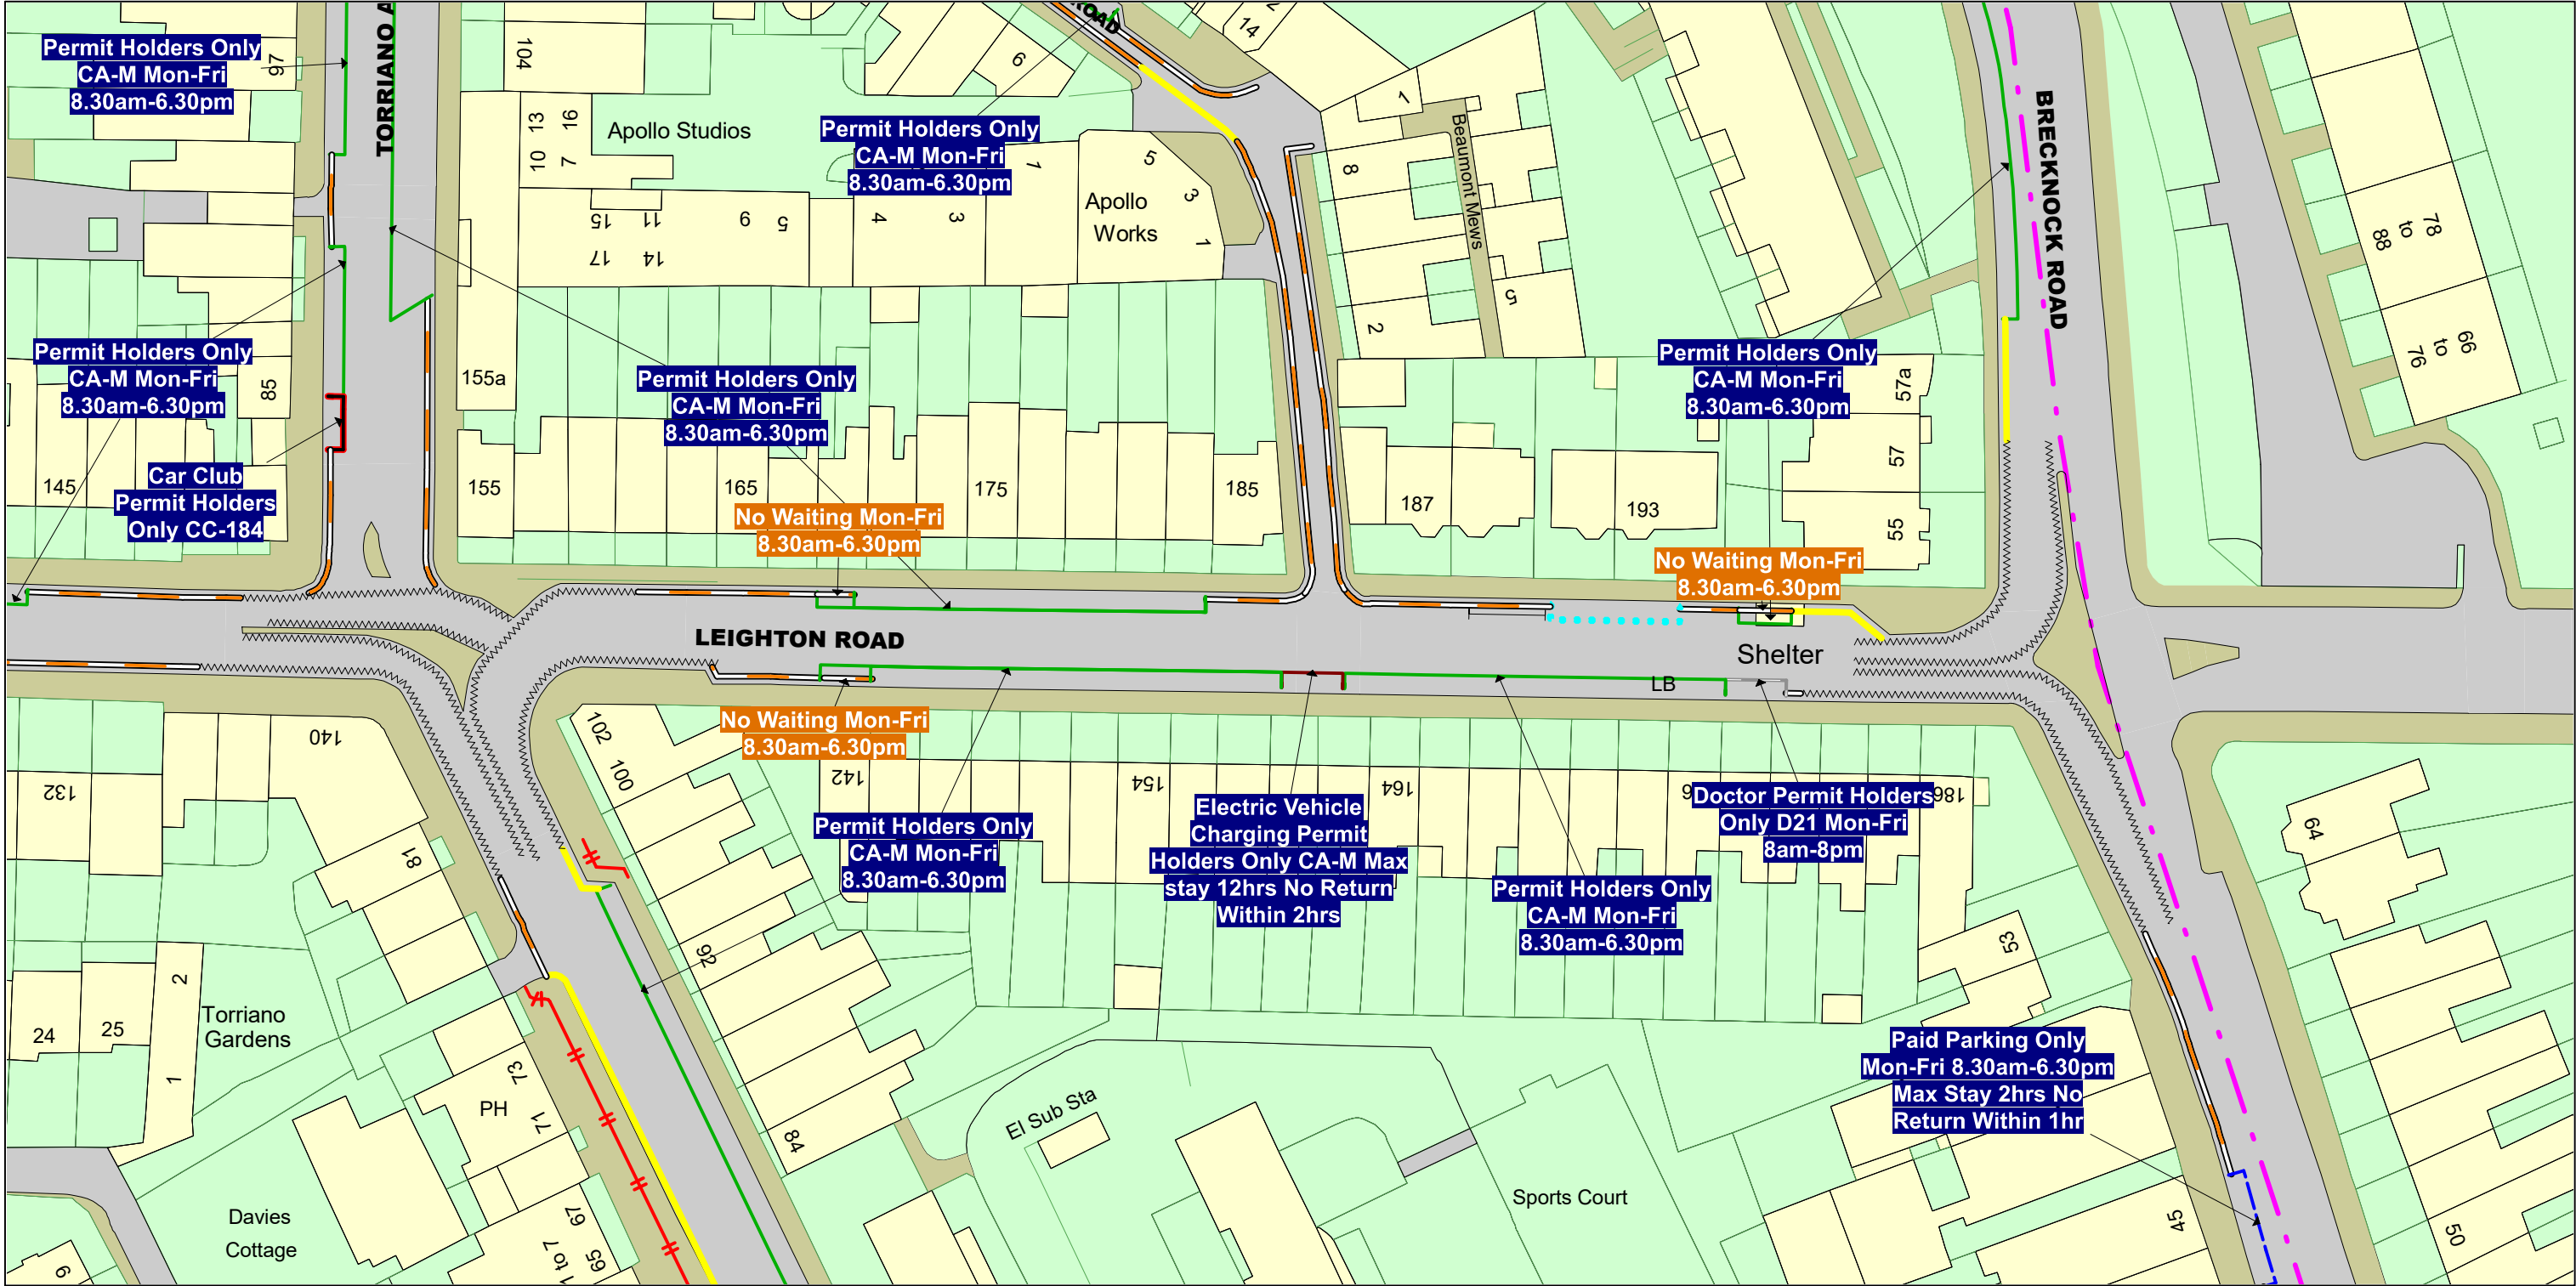 Permit Holders Only
CA-M Mon-Fri
8.30am-6.30pm
97
TORRIANO A
104
13
16
10
7
Apollo Studios
ROAD
6
14
2
Permit Holders Only
CA-M Mon-Fri
8.30am-6.30pm
1
5
3
1
Apollo
Works
15
11
9
5
17
14
4
3
1
8
2
5
Beaumont Mews
BRECKNOCK ROAD
78
to
88
66
to
76
Permit Holders Only
CA-M Mon-Fri
8.30am-6.30pm
85
145
Car Club
Permit Holders
Only CC-184
155a
155
Permit Holders Only
CA-M Mon-Fri
8.30am-6.30pm
165
175
185
No Waiting Mon-Fri
8.30am-6.30pm
187
193
Permit Holders Only
CA-M Mon-Fri
8.30am-6.30pm
57a
57
55
No Waiting Mon-Fri
8.30am-6.30pm
LEIGHTON ROAD
Shelter
LB
No Waiting Mon-Fri
8.30am-6.30pm
140
132
102
100
142
154
164
6
186
64
81
92
Permit Holders Only
CA-M Mon-Fri
8.30am-6.30pm
Electric Vehicle
Charging Permit
Holders Only CA-M Max
stay 12hrs No Return
Within 2hrs
Permit Holders Only
CA-M Mon-Fri
8.30am-6.30pm
Doctor Permit Holders
Only D21 Mon-Fri
8am-8pm
53
24
25
2
1
Torriano
Gardens
73
PH
71
84
El Sub Sta
Sports Court
Paid Parking Only
Mon-Fri 8.30am-6.30pm
Max Stay 2hrs No
Return Within 1hr
Davies
Cottage
9
67
65
1 to 7
45
50